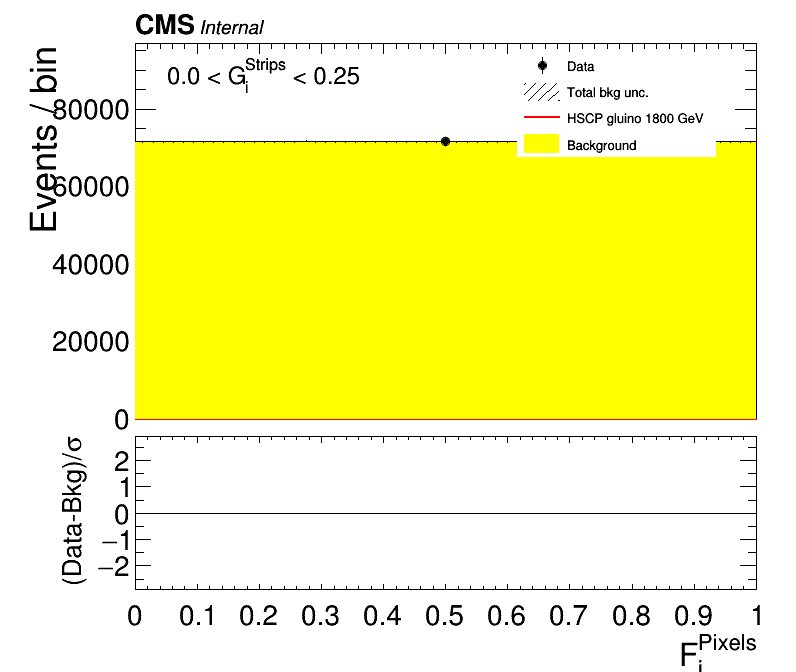 CMS Internal
0.0 < G_i^Strips < 0.25
Data
Total bkg unc.
HSCP gluino 1800 GeV
Background
Events / bin
80000
60000
40000
20000
0
(Data-Bkg)/σ
2
1
0
−1
−2
0 0.1 0.2 0.3 0.4 0.5 0.6 0.7 0.8 0.9 1
F_i^Pixels